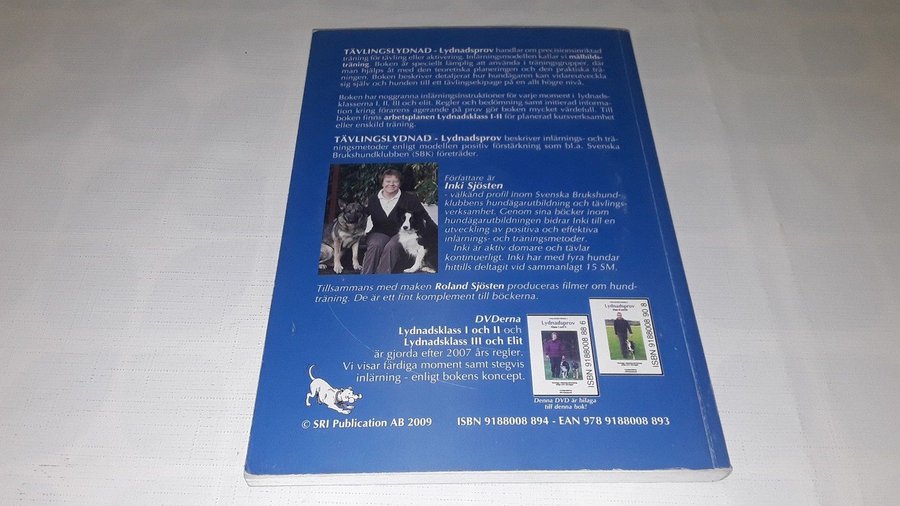 TÄVLINGSLYDNAD - Lydnadsprov handlar om precisionsinriktad
träning för tävling eller aktivering. Inlärningsmodellen kallar vi målbilds-
träning. Boken är speciellt lämplig att använda i träningsgrupper, där
man hjälps åt med den teoretiska planeringen och den praktiska trä-
ningen. Boken beskriver detaljerat hur hundägaren kan vidareutveckla
sig själv och hunden till ett tävlingsekipage på en allt högre nivå.
Boken har noggranna inlärningsinstruktioner för varje moment i lydnads-
klasserna I, II, III och elit. Regler och bedömning samt initierad informa-
tion kring förarens agerande på prov gör boken mycket värdefull. Till
boken finns arbetsplanen Lydnadsklass I-II för planerad kursverksamhet
eller enskild träning.
TÄVLINGSLYDNAD - Lydnadsprov beskriver inlärnings- och trä-
ningsmetoder enligt modellen positiv förstärkning som bl.a. Svenska
Brukshundklubben (SBK) företräder.
Författare är
Inki Sjösten
- välkänd profil inom Svenska Brukshund-
klubbens hundägarutbildning och tävlings-
verksamhet. Genom sina böcker inom
hundägarutbildningen bidrar Inki till en
utveckling av positiva och effektiva
inlärnings- och träningsmetoder.
Inki är aktiv domare och tävlar
kontinuerligt. Inki har med fyra hundar
hittills deltagit vid sammanlagt 15 SM.
Tillsammans med maken Roland Sjösten produceras filmer om hund-
träning. De är ett fint komplement till böckerna.
DVDerna
Lydnadsklass I och II och
Lydnadsklass III och Elit
är gjorda efter 2007 års regler.
Vi visar färdiga moment samt stegvis
inlärning - enligt bokens koncept.
Lydnadsprov
ISBN 9188008 88 6
Lydnadsprov
ISBN 9188008 90 8
Denna DVD är bilaga
till denna bok!
© SRI Publication AB 2009
ISBN 9188008 894 - EAN 978 9188008 893